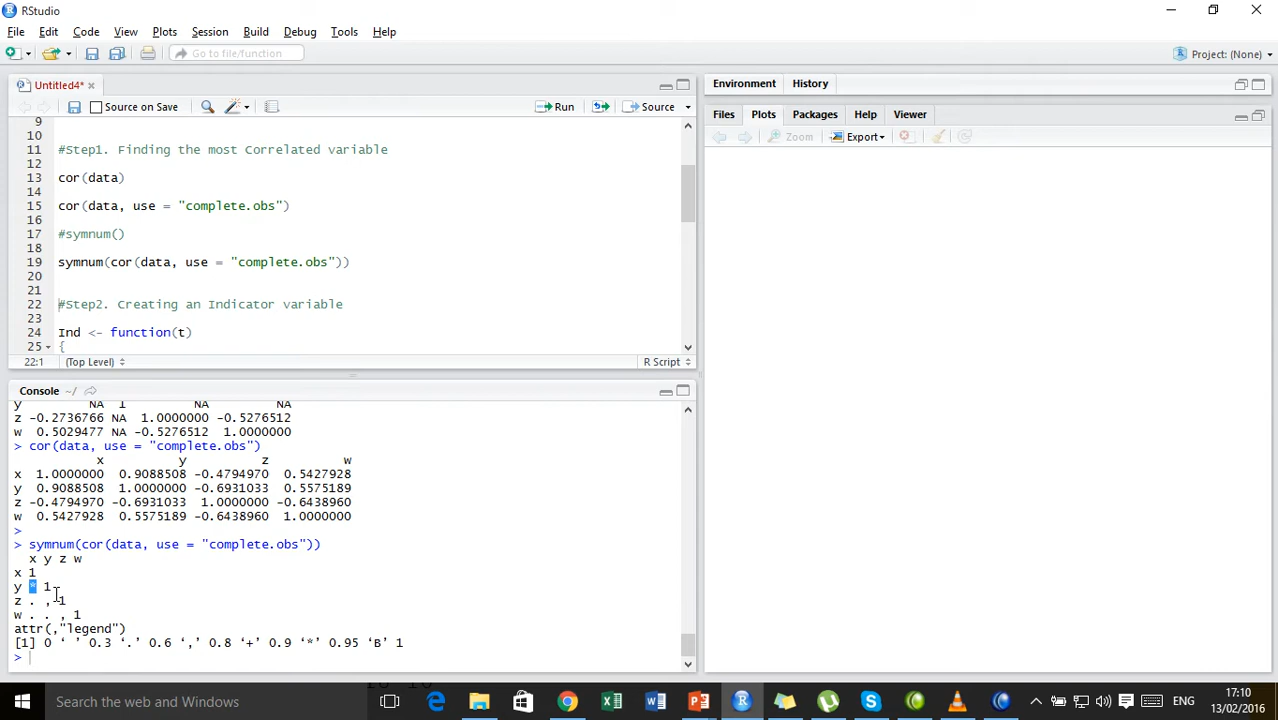 RStudio
File Edit Code View Plots Session Build Debug Tools Help
Go to file/function
Project: (None)
Untitled4*
Source on Save
Run
Source
9
10
11 #Step1. Finding the most Correlated variable
12
13 cor(data)
14
15 cor(data, use = "complete.obs")
16
17 #symnum()
18
19 symnum(cor(data, use = "complete.obs"))
20
21
22 #Step2. Creating an Indicator variable
23
24 Ind <- function(t)
25 {
22:1 (Top Level) R Script
Console ~/
y NA 1 NA NA
z -0.2736766 NA 1.0000000 -0.5276512
w 0.5029477 NA -0.5276512 1.0000000
> cor(data, use = "complete.obs")
x y z w
x 1.0000000 0.9088508 -0.4794970 0.5427928
y 0.9088508 1.0000000 -0.6931033 0.5575189
z -0.4794970 -0.6931033 1.0000000 -0.6438960
w 0.5427928 0.5575189 -0.6438960 1.0000000
>
> symnum(cor(data, use = "complete.obs"))
x y z w
x 1
y * 1
z . , 1
w . . , 1
attr(,"legend")
[1] 0 ‘ ’ 0.3 ‘.’ 0.6 ‘,’ 0.8 ‘+’ 0.9 ‘*’ 0.95 ‘B’ 1
>
Environment History
Files Plots Packages Help Viewer
Zoom Export
Search the web and Windows
ENG
17:10
13/02/2016